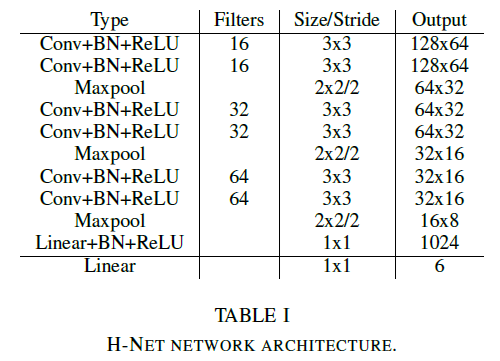 Type Filters Size/Stride Output
Conv+BN+ReLU 16 3x3 128x64
Conv+BN+ReLU 16 3x3 128x64
Maxpool 2x2/2 64x32
Conv+BN+ReLU 32 3x3 64x32
Conv+BN+ReLU 32 3x3 64x32
Maxpool 2x2/2 32x16
Conv+BN+ReLU 64 3x3 32x16
Conv+BN+ReLU 64 3x3 32x16
Maxpool 2x2/2 16x8
Linear+BN+ReLU 1x1 1024
Linear 1x1 6
TABLE I
H-NET NETWORK ARCHITECTURE.